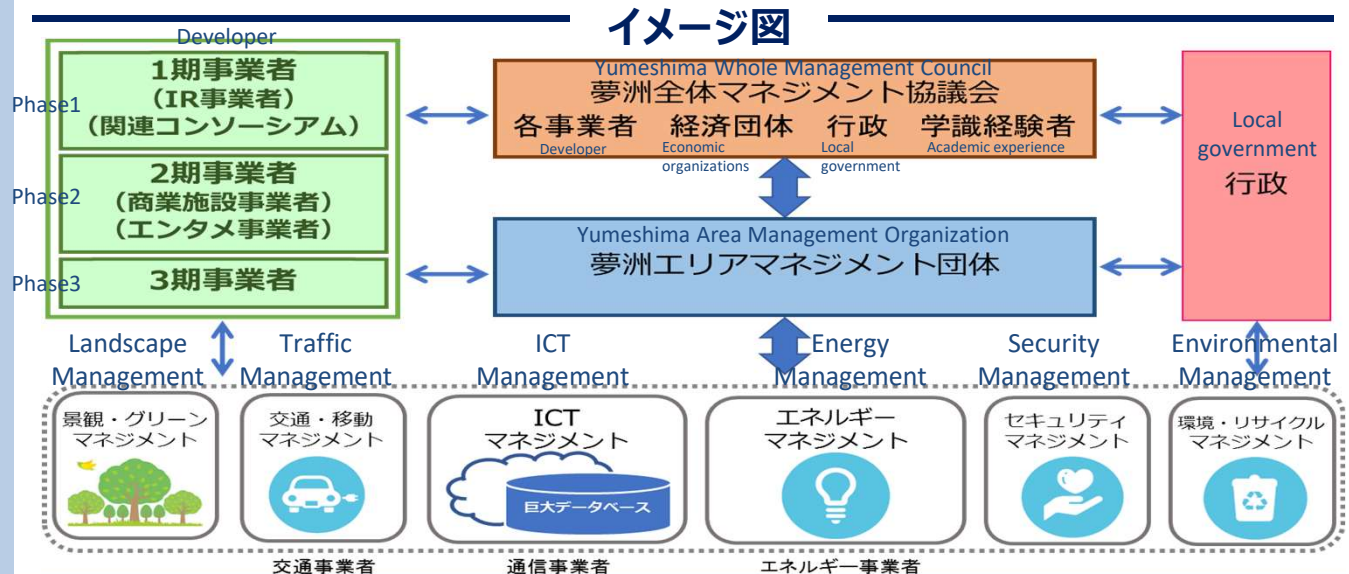 イメージ図
Developer
Phase1
1期事業者
(IR事業者)
(関連コンソーシアム)
Phase2
2期事業者
(商業施設事業者)
(エンタメ事業者)
Phase3
3期事業者
Yumeshima Whole Management Council
夢洲全体マネジメント協議会
各事業者 経済団体 行政 学識経験者
Developer Economic organizations Local government Academic experience
Yumeshima Area Management Organization
夢洲エリアマネジメント団体
Local
government
行政
Landscape
Management
Traffic
Management
ICT
Management
Energy
Management
Security
Management
Environmental
Management
景観・グリーン
マネジメント
交通・移動
マネジメント
ICT
マネジメント
巨大データベース
エネルギー
マネジメント
セキュリティ
マネジメント
環境・リサイクル
マネジメント
交通事業者
通信事業者
エネルギー事業者